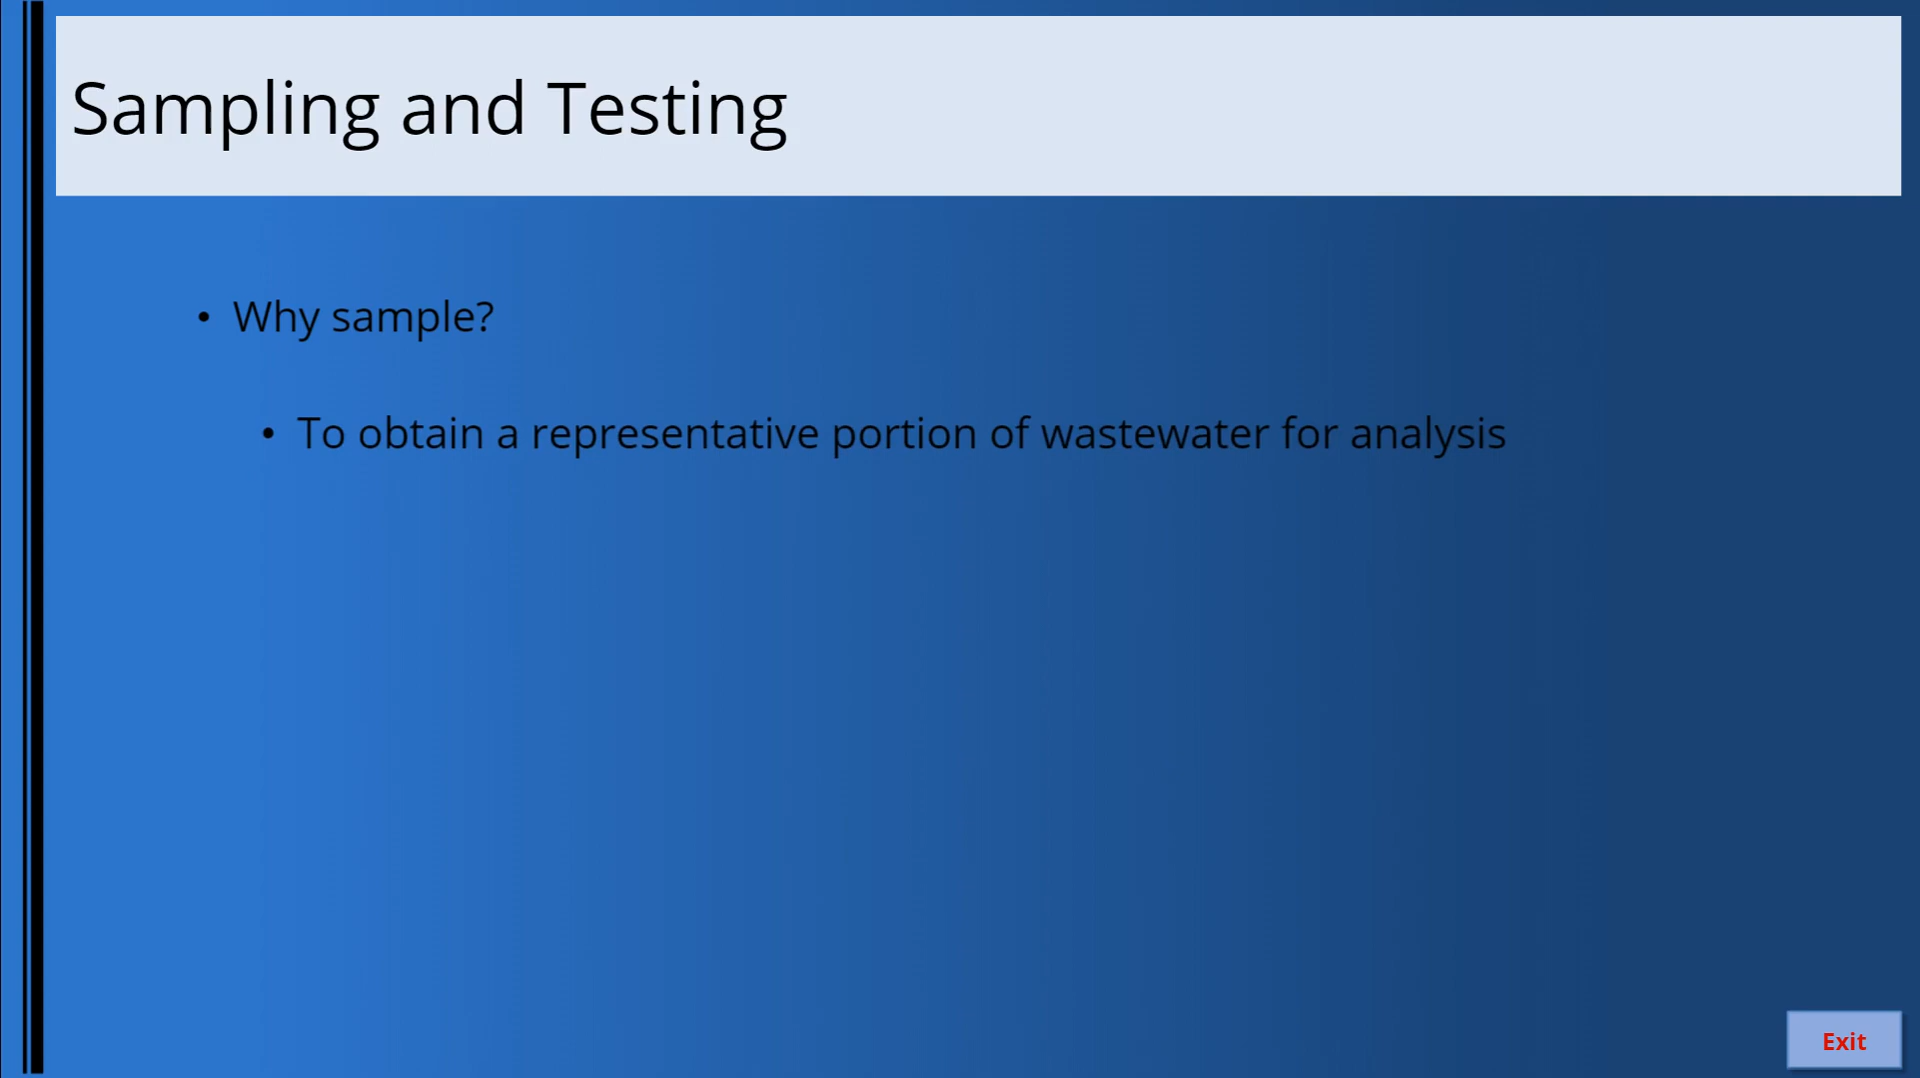 Sampling and Testing
• Why sample?
• To obtain a representative portion of wastewater for analysis
Exit